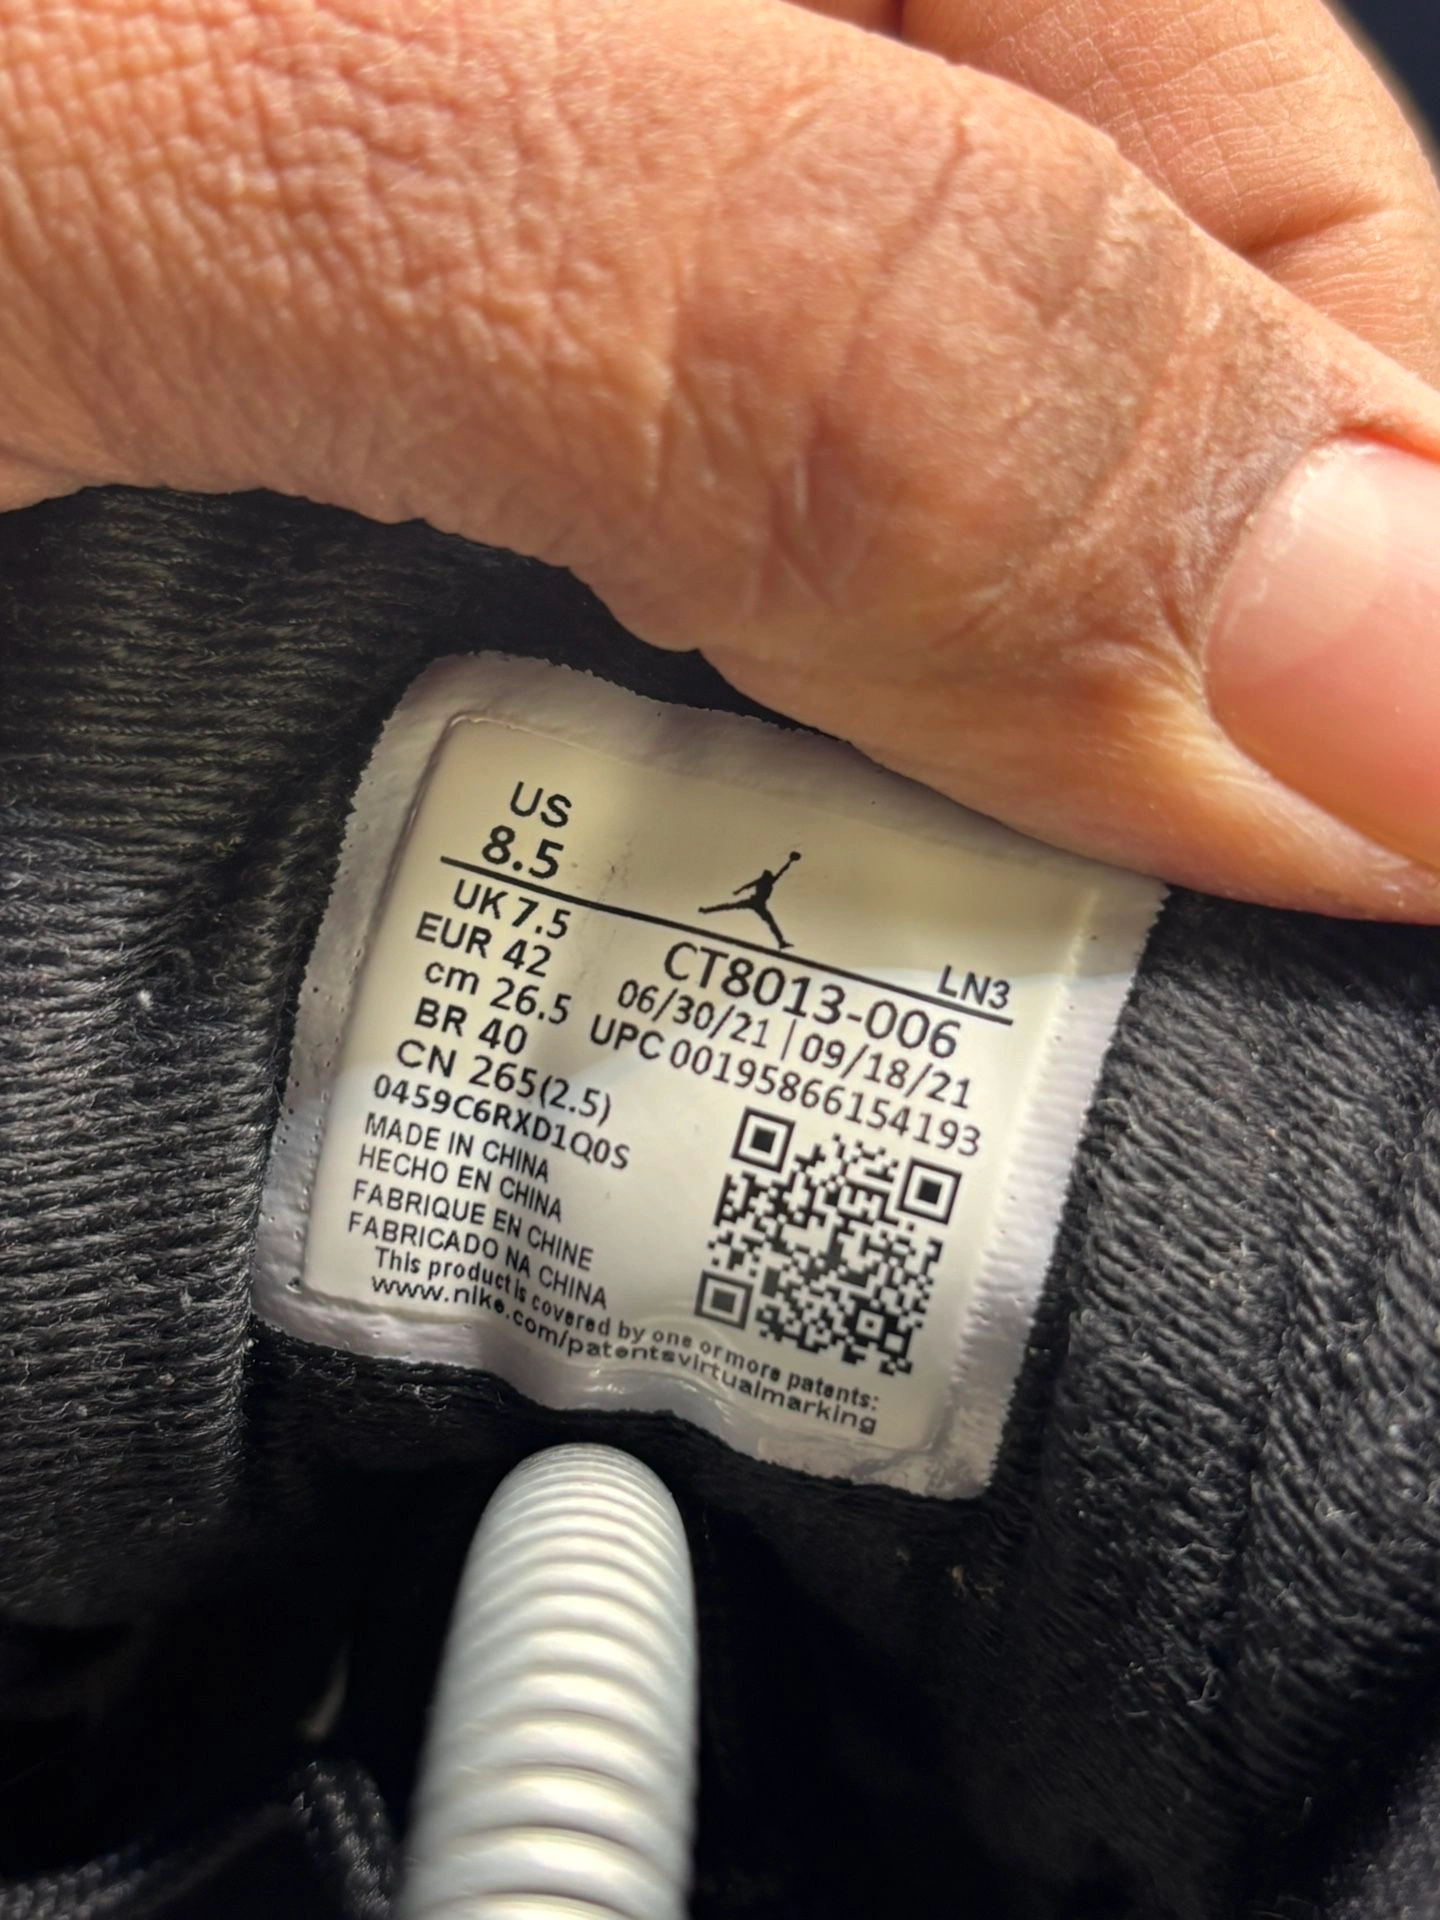 US
8.5
UK 7.5
EUR 42
cm 26.5
BR 40
CN 265(2.5)
0459C6RXD1Q0S
MADE IN CHINA
HECHO EN CHINA
FABRIQUE EN CHINE
FABRICADO NA CHINA
LN3
CT8013-006
06/30/21 | 09/18/21
UPC 00195866154193
This product is covered by one or more patents:
www.nike.com/patentsvirtualmarking